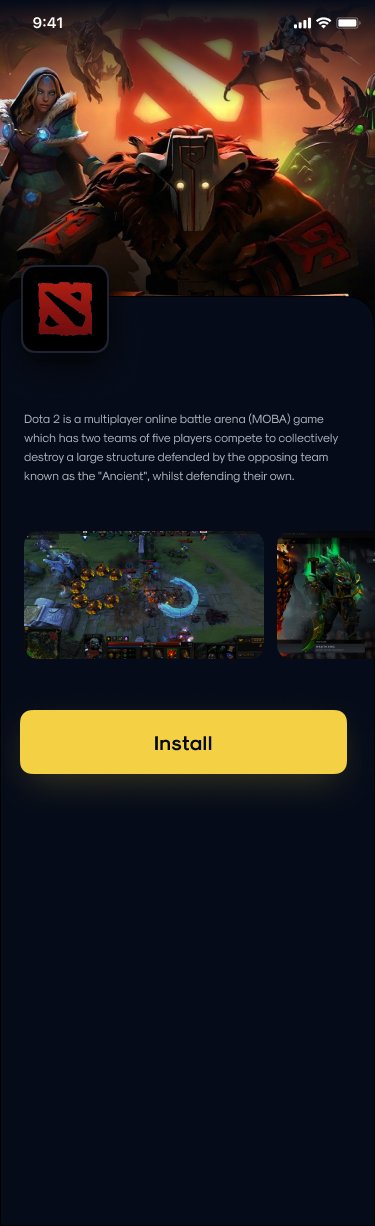 9:41
Dota 2 is a multiplayer online battle arena (MOBA) game
which has two teams of five players compete to collectively
destroy a large structure defended by the opposing team
known as the "Ancient", whilst defending their own.
Install